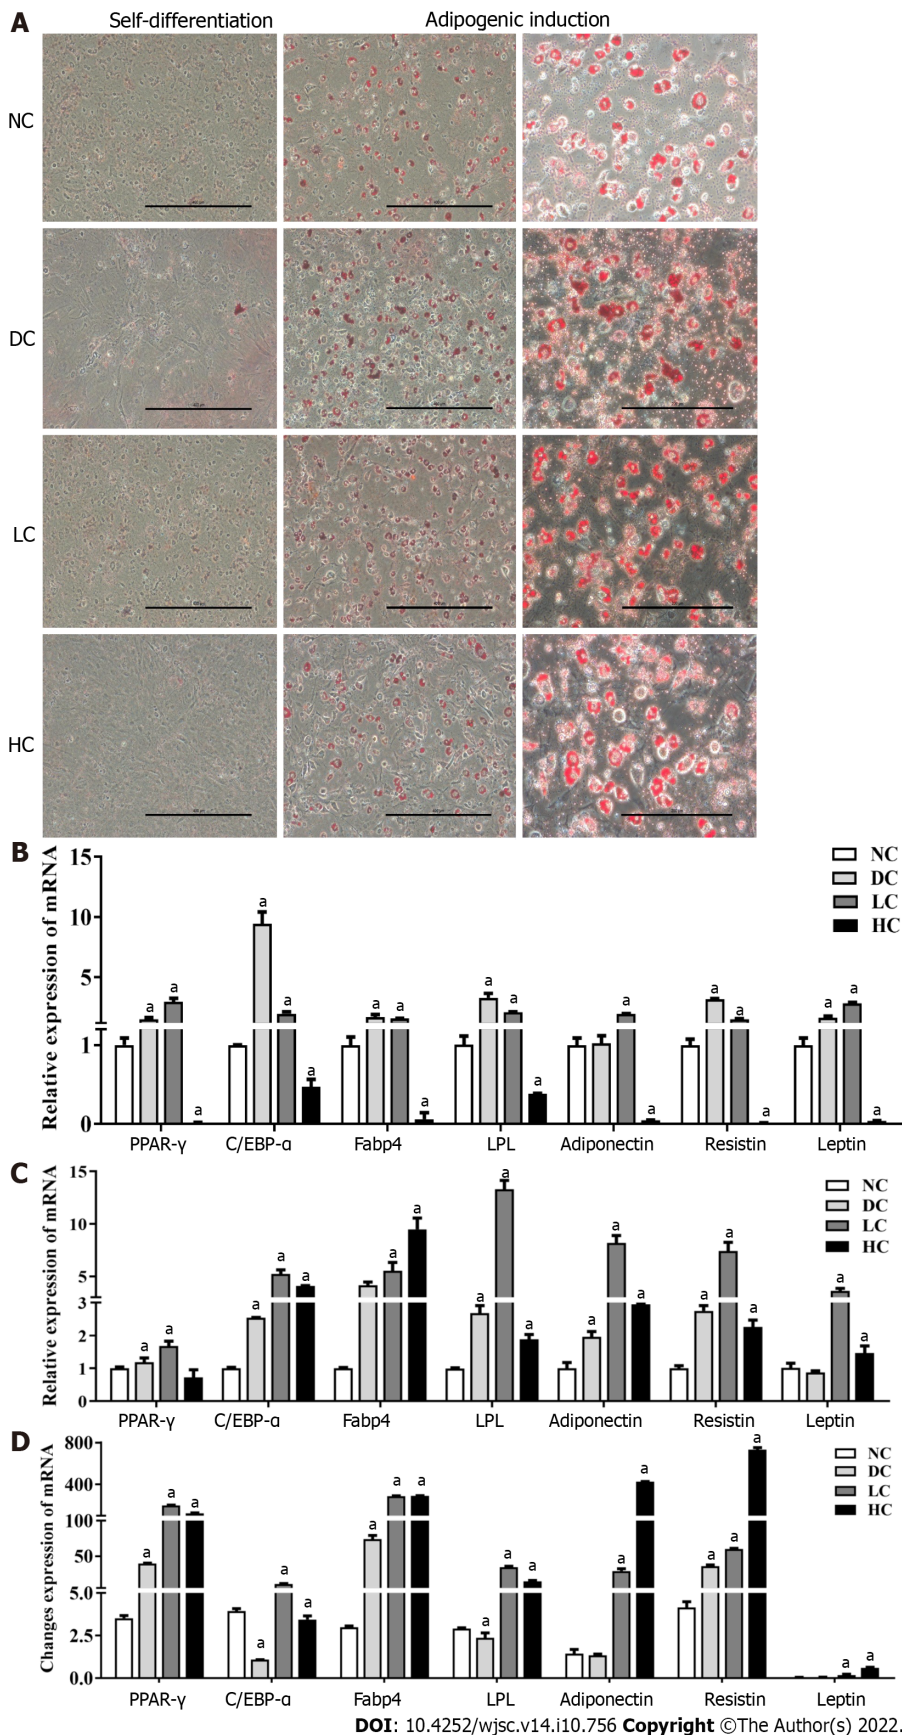 A Self-differentiation Adipogenic induction
NC
DC
LC
HC
B
Relative expression of mRNA
15
10
5
1
0
NC
DC
LC
HC
a a a a a a a a a a a a a a a a a a a
PPAR-γ C/EBP-α Fabp4 LPL Adiponectin Resistin Leptin
C
Relative expression of mRNA
15
10
5
3
2
1
0
NC
DC
LC
HC
a a a a a a a a a a a a a a a a a a
PPAR-γ C/EBP-α Fabp4 LPL Adiponectin Resistin Leptin
D
Changes expression of mRNA
800
400
100
50
5.0
2.5
0.0
NC
DC
LC
HC
a a a a a a a a a a a a a a a a a a
PPAR-γ C/EBP-α Fabp4 LPL Adiponectin Resistin Leptin
DOI: 10.4252/wjsc.v14.i10.756 Copyright ©The Author(s) 2022.